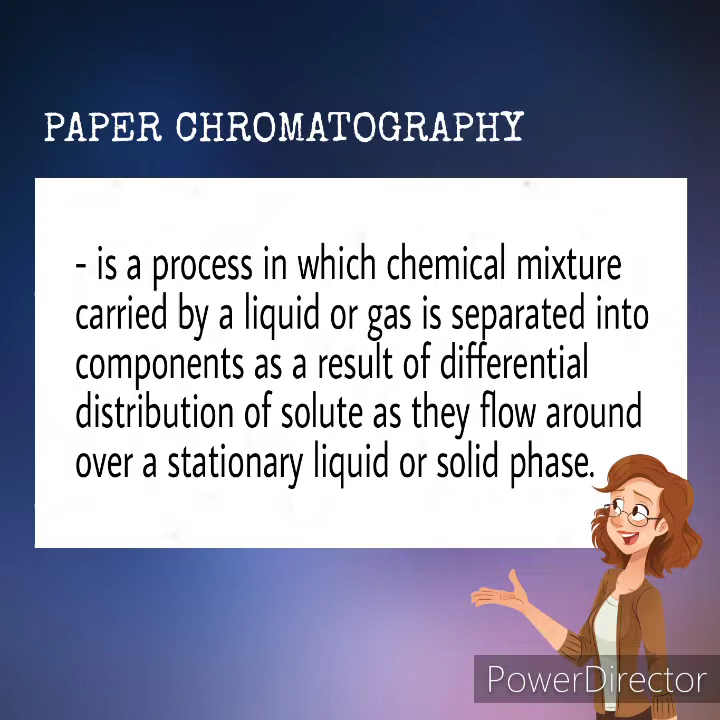 PAPER CHROMATOGRAPHY
- is a process in which chemical mixture
carried by a liquid or gas is separated into
components as a result of differential
distribution of solute as they flow around
over a stationary liquid or solid phase.
PowerDirector